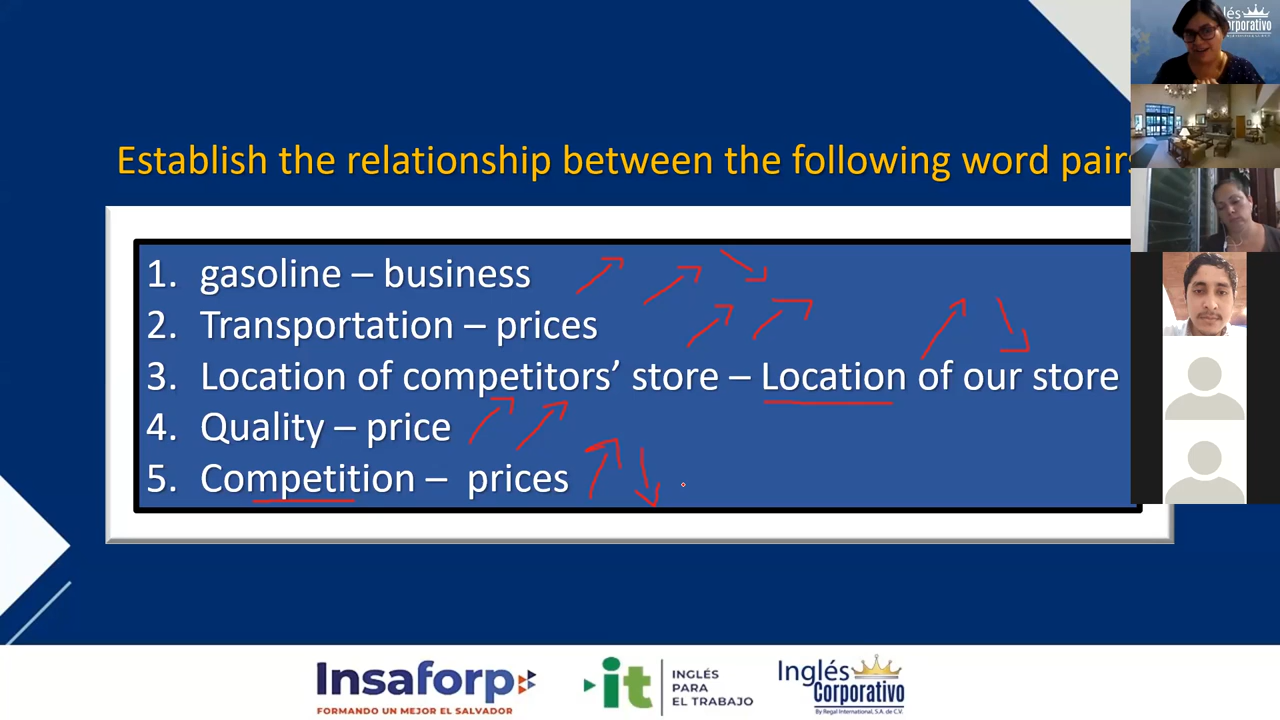 Establish the relationship between the following word pairs
1. gasoline – business
2. Transportation – prices
3. Location of competitors’ store – Location of our store
4. Quality – price
5. Competition – prices
Insaforp
FORMANDO UN MEJOR EL SALVADOR
it
INGLÉS
PARA
EL TRABAJO
Inglés
Corporativo
By Regal International, S.A. de C.V.